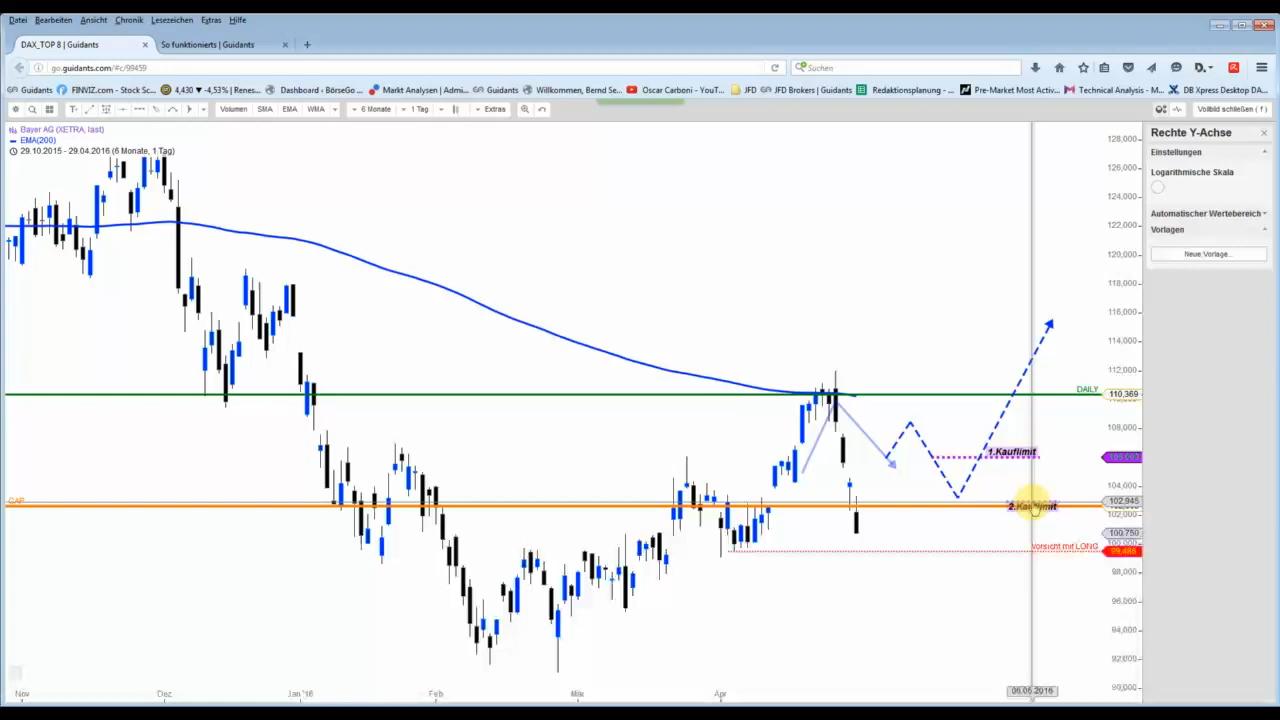 Datei Bearbeiten Ansicht Chronik Lesezeichen Extras Hilfe
DAX_TOP 8 | Guidants × So funktionierts | Guidants × +
go.guidants.com/#c/99459 Suchen
Guidants FINVIZ.com - Stock Sc... 4,430 ▼ -4,53% | Renes... Dashboard - BörseGo ... Markt Analysen | Admi... Guidants Willkommen, Bernd Se... Oscar Carboni - YouT... JFD JFD Brokers | Guidants Redaktionsplanung - ... Pre-Market Most Activ... Technical Analysis - M... DB Xpress Desktop DA...
Volumen SMA EMA WMA 6 Monate 1 Tag Extras Vollbild schließen ( f )
Bayer AG (XETRA, last)
EMA(200)
29.10.2015 - 29.04.2016 (6 Monate, 1 Tag)
Rechte Y-Achse ×
Einstellungen
Logarithmische Skala
Automatischer Wertebereich
Vorlagen
Neue Vorlage...
128,000
126,000
124,000
122,000
120,000
118,000
116,000
114,000
112,000
DAILY 110,369
108,000
1.Kauflimit
104,000
GAP 102,945
2.Kauflimit
102,000
100,750
Vorsicht mit LONG 99,486
98,000
96,000
94,000
92,000
90,000
Nov Dez Jan '16 Feb Mär Apr 06.05.2016